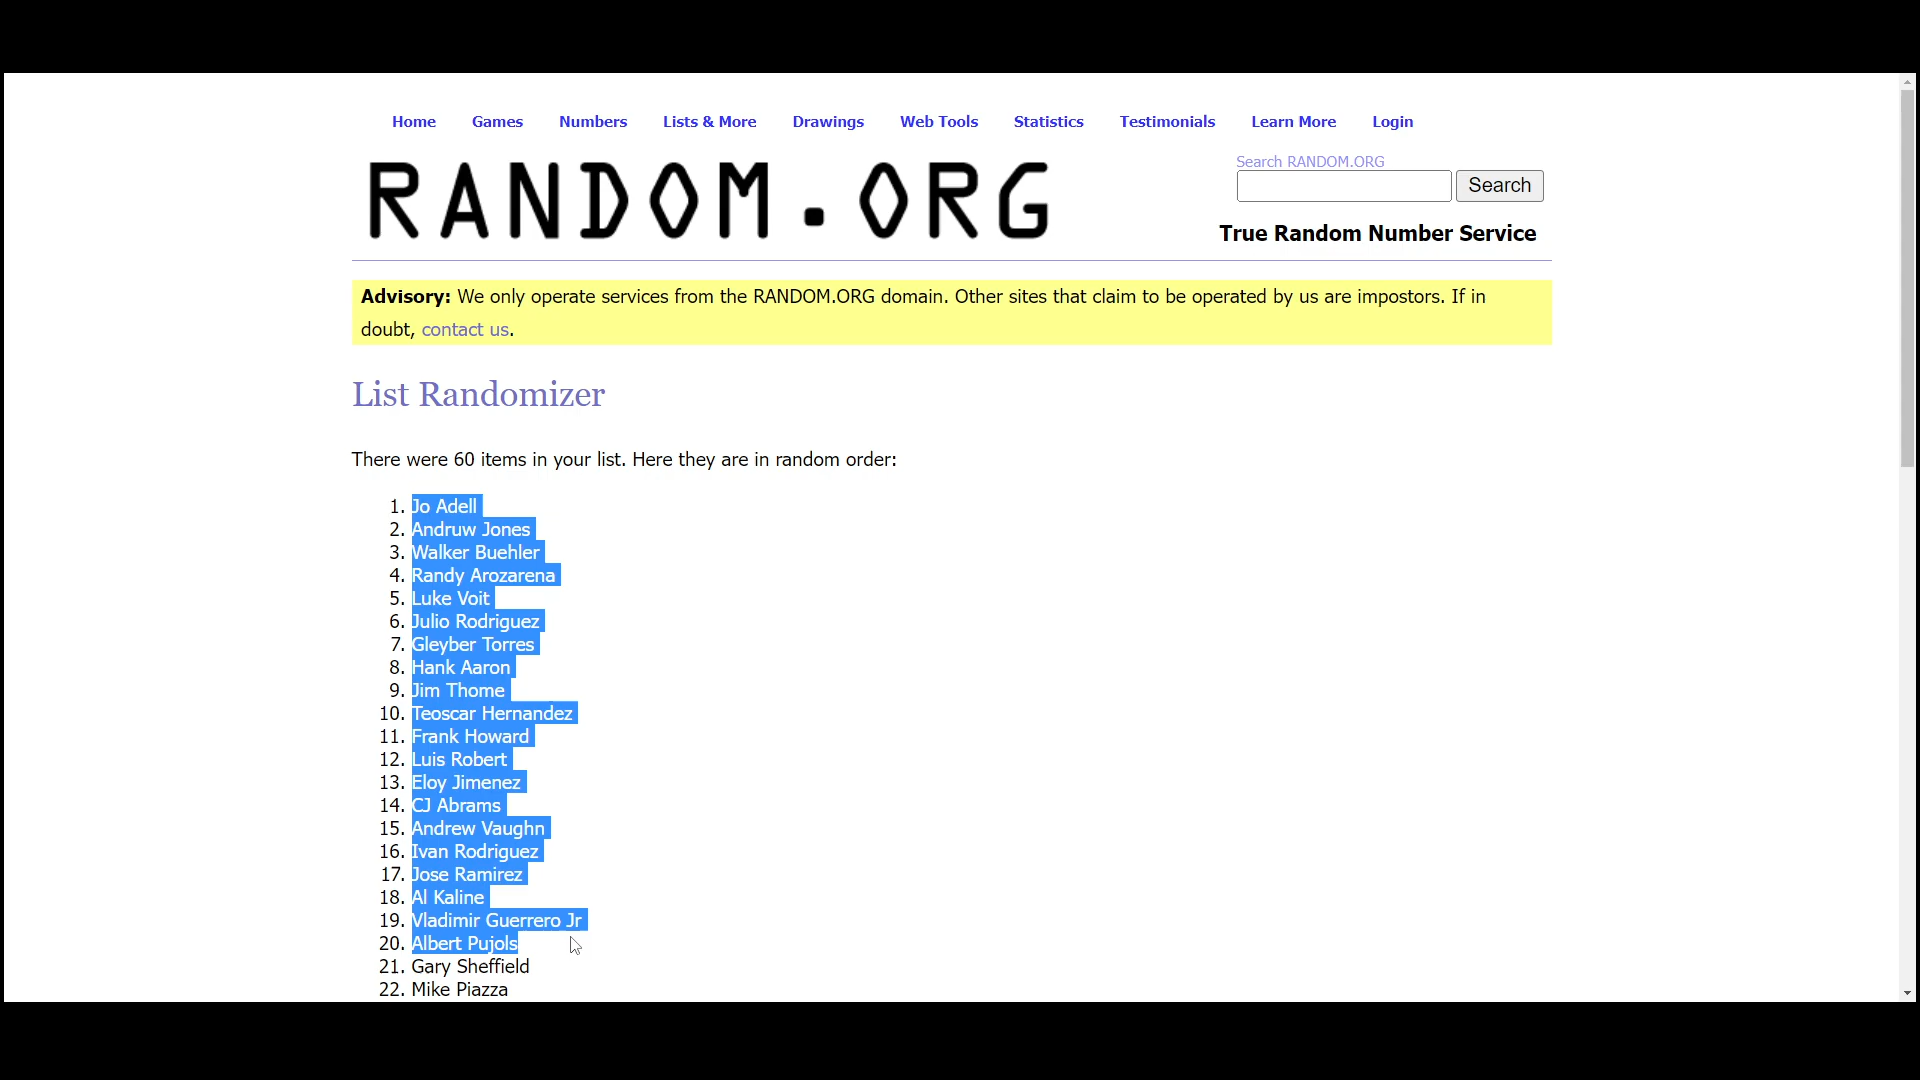 Home Games Numbers Lists & More Drawings Web Tools Statistics Testimonials Learn More Login
RANDOM.ORG
Search RANDOM.ORG
Search
True Random Number Service
Advisory: We only operate services from the RANDOM.ORG domain. Other sites that claim to be operated by us are impostors. If in
doubt, contact us.
List Randomizer
There were 60 items in your list. Here they are in random order:
1. Jo Adell
2. Andruw Jones
3. Walker Buehler
4. Randy Arozarena
5. Luke Voit
6. Julio Rodriguez
7. Gleyber Torres
8. Hank Aaron
9. Jim Thome
10. Teoscar Hernandez
11. Frank Howard
12. Luis Robert
13. Eloy Jimenez
14. CJ Abrams
15. Andrew Vaughn
16. Ivan Rodriguez
17. Jose Ramirez
18. Al Kaline
19. Vladimir Guerrero Jr
20. Albert Pujols
21. Gary Sheffield
22. Mike Piazza